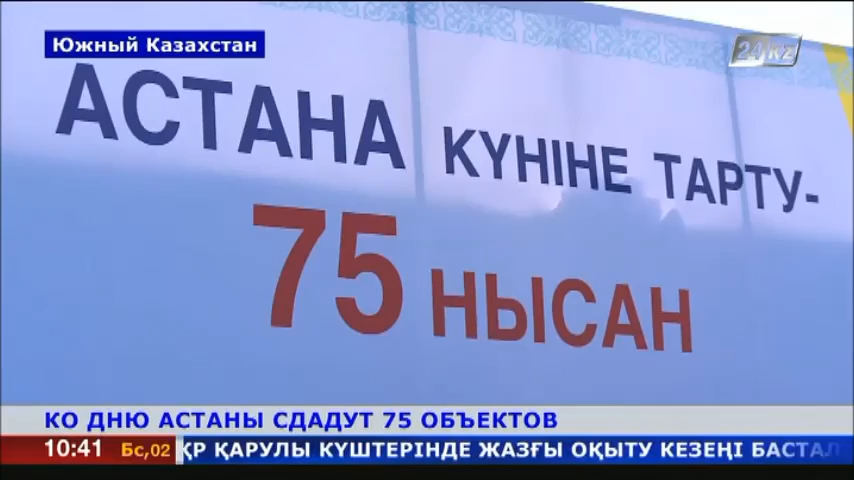 Южный Казахстан
24kz
АСТАНА КҮНІНЕ ТАРТУ-
75 НЫСАН
КО ДНЮ АСТАНЫ СДАДУТ 75 ОБЪЕКТОВ
10:41 Бс,02 ҚР ҚАРУЛЫ КҮШТЕРІНДЕ ЖАЗҒЫ ОҚЫТУ КЕЗЕҢІ БАСТАЛ